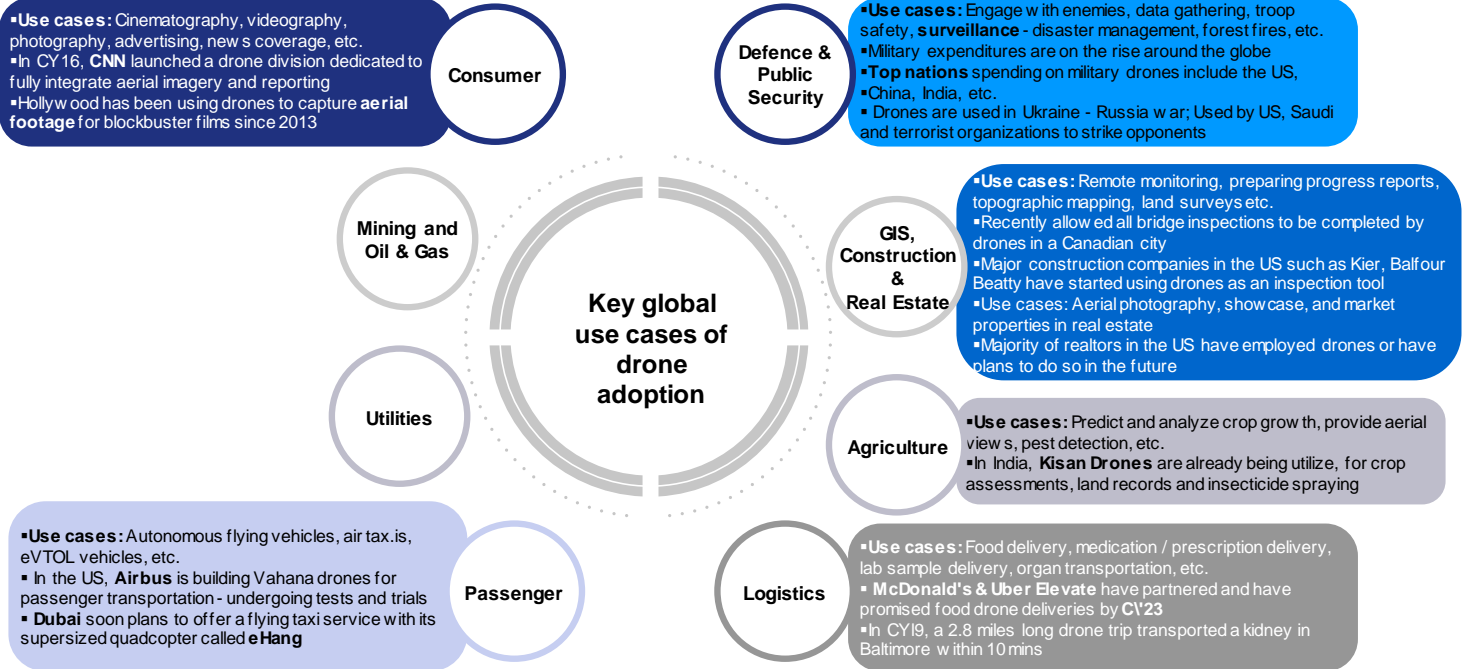 ▪Use cases: Cinematography, videography,
photography, advertising, news coverage, etc.
▪In CY16, CNN launched a drone division dedicated to
fully integrate aerial imagery and reporting
▪Hollywood has been using drones to capture aerial
footage for blockbuster films since 2013
Consumer
Defence &
Public
Security
▪Use cases: Engage with enemies, data gathering, troop
safety, surveillance - disaster management, forest fires, etc.
▪Military expenditures are on the rise around the globe
▪Top nations spending on military drones include the US,
▪China, India, etc.
▪ Drones are used in Ukraine - Russia war; Used by US, Saudi
and terrorist organizations to strike opponents
Mining and
Oil & Gas
GIS,
Construction
&
Real Estate
▪Use cases: Remote monitoring, preparing progress reports,
topographic mapping, land surveys etc.
▪Recently allowed all bridge inspections to be completed by
drones in a Canadian city
▪Major construction companies in the US such as Kier, Balfour
Beatty have started using drones as an inspection tool
▪Use cases: Aerial photography, showcase, and market
properties in real estate
▪Majority of realtors in the US have employed drones or have
plans to do so in the future
Key global
use cases of
drone
adoption
Utilities
Agriculture
▪Use cases: Predict and analyze crop growth, provide aerial
views, pest detection, etc.
▪In India, Kisan Drones are already being utilize, for crop
assessments, land records and insecticide spraying
▪Use cases: Autonomous flying vehicles, air tax.is,
eVTOL vehicles, etc.
▪ In the US, Airbus is building Vahana drones for
passenger transportation - undergoing tests and trials
▪ Dubai soon plans to offer a flying taxi service with its
supersized quadcopter called eHang
Passenger
Logistics
▪Use cases: Food delivery, medication / prescription delivery,
lab sample delivery, organ transportation, etc.
▪ McDonald's & Uber Elevate have partnered and have
promised food drone deliveries by C\'23
▪In CYI9, a 2.8 miles long drone trip transported a kidney in
Baltimore within 10 mins